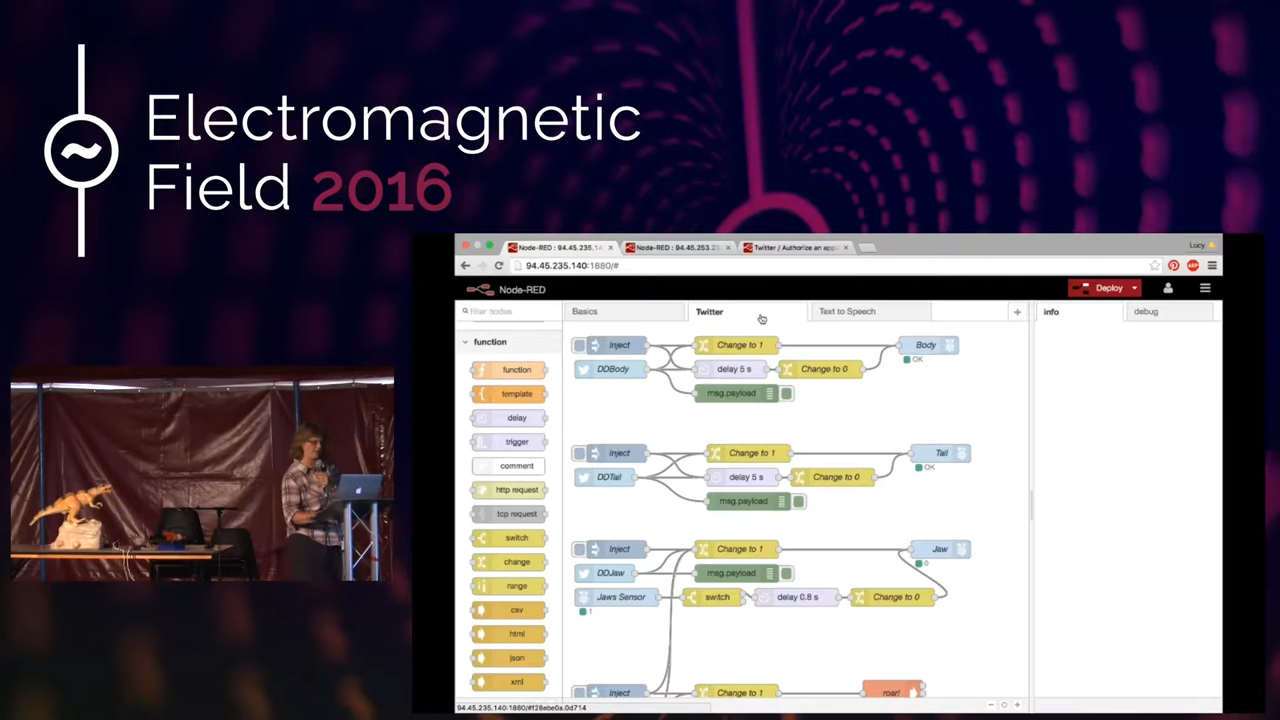 Electromagnetic
Field 2016
Node-RED : 94.45.235.14
Node-RED : 94.45.253.20
Twitter / Authorize an appl
Lucy
94.45.235.140:1880/#
ABP
Node-RED
Deploy
filter nodes
Basics
Twitter
Text to Speech
+
info
debug
function
function
template
delay
trigger
comment
http request
tcp request
switch
change
range
csv
html
json
xml
Inject
Change to 1
Body
DDBody
delay 5 s
Change to 0
OK
msg.payload
Inject
Change to 1
Tail
DDTail
delay 5 s
Change to 0
OK
msg.payload
Inject
Change to 1
Jaw
DDJaw
msg.payload
0
Jaws Sensor
switch
delay 0.8 s
Change to 0
1
Inject
Change to 1
roar!
94.45.235.140:1880/#f28ebe0a.0d714